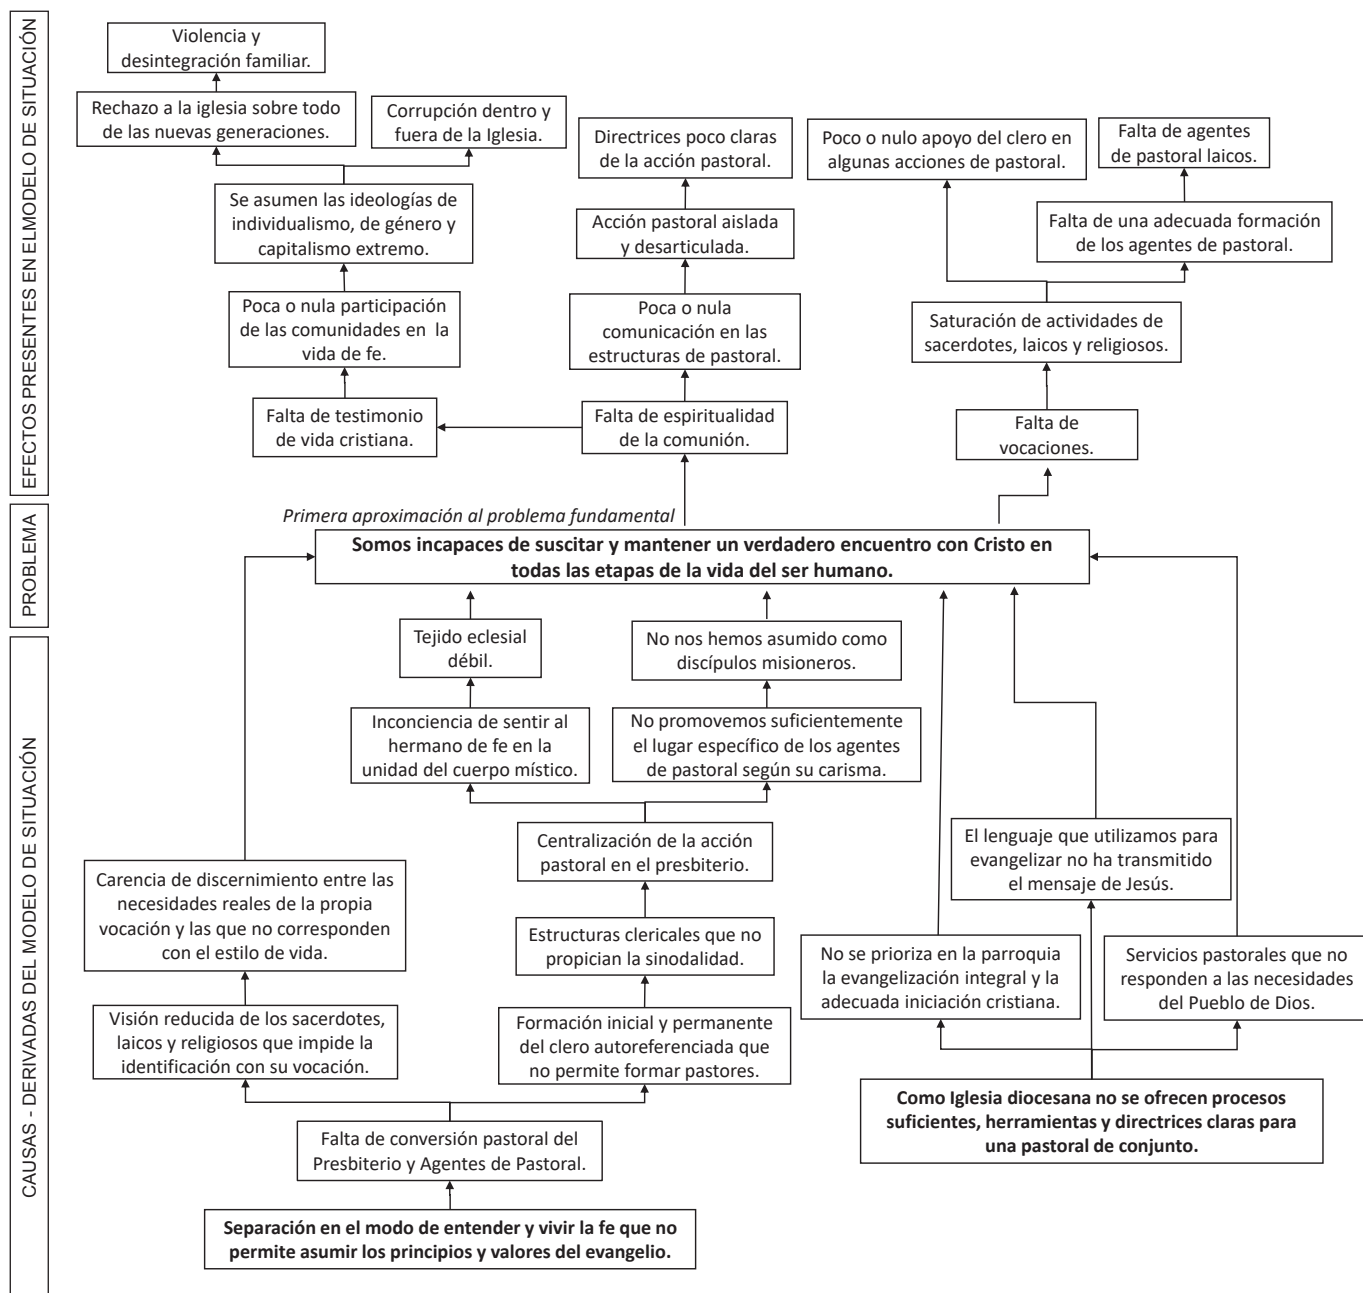 EFECTOS PRESENTES EN ELMODELO DE SITUACIÓN
Violencia y
desintegración familiar.
Rechazo a la iglesia sobre todo
de las nuevas generaciones.
Corrupción dentro y
fuera de la Iglesia.
Se asumen las ideologías de
individualismo, de género y
capitalismo extremo.
Poca o nula participación
de las comunidades en la
vida de fe.
Falta de testimonio
de vida cristiana.
Directrices poco claras
de la acción pastoral.
Acción pastoral aislada
y desarticulada.
Poca o nula
comunicación en las
estructuras de pastoral.
Falta de espiritualidad
de la comunión.
Poco o nulo apoyo del clero en
algunas acciones de pastoral.
Falta de agentes
de pastoral laicos.
Falta de una adecuada formación
de los agentes de pastoral.
Saturación de actividades de
sacerdotes, laicos y religiosos.
Falta de
vocaciones.
PROBLEMA
Primera aproximación al problema fundamental
Somos incapaces de suscitar y mantener un verdadero encuentro con Cristo en
todas las etapas de la vida del ser humano.
CAUSAS - DERIVADAS DEL MODELO DE SITUACIÓN
Tejido eclesial
débil.
No nos hemos asumido como
discípulos misioneros.
Inconciencia de sentir al
hermano de fe en la
unidad del cuerpo místico.
No promovemos suficientemente
el lugar específico de los agentes
de pastoral según su carisma.
Centralización de la acción
pastoral en el presbiterio.
El lenguaje que utilizamos para
evangelizar no ha transmitido
el mensaje de Jesús.
Carencia de discernimiento entre las
necesidades reales de la propia
vocación y las que no corresponden
con el estilo de vida.
Estructuras clericales que no
propician la sinodalidad.
No se prioriza en la parroquia
la evangelización integral y la
adecuada iniciación cristiana.
Servicios pastorales que no
responden a las necesidades
del Pueblo de Dios.
Visión reducida de los sacerdotes,
laicos y religiosos que impide la
identificación con su vocación.
Formación inicial y permanente
del clero autoreferenciada que
no permite formar pastores.
Como Iglesia diocesana no se ofrecen procesos
suficientes, herramientas y directrices claras para
una pastoral de conjunto.
Falta de conversión pastoral del
Presbiterio y Agentes de Pastoral.
Separación en el modo de entender y vivir la fe que no
permite asumir los principios y valores del evangelio.